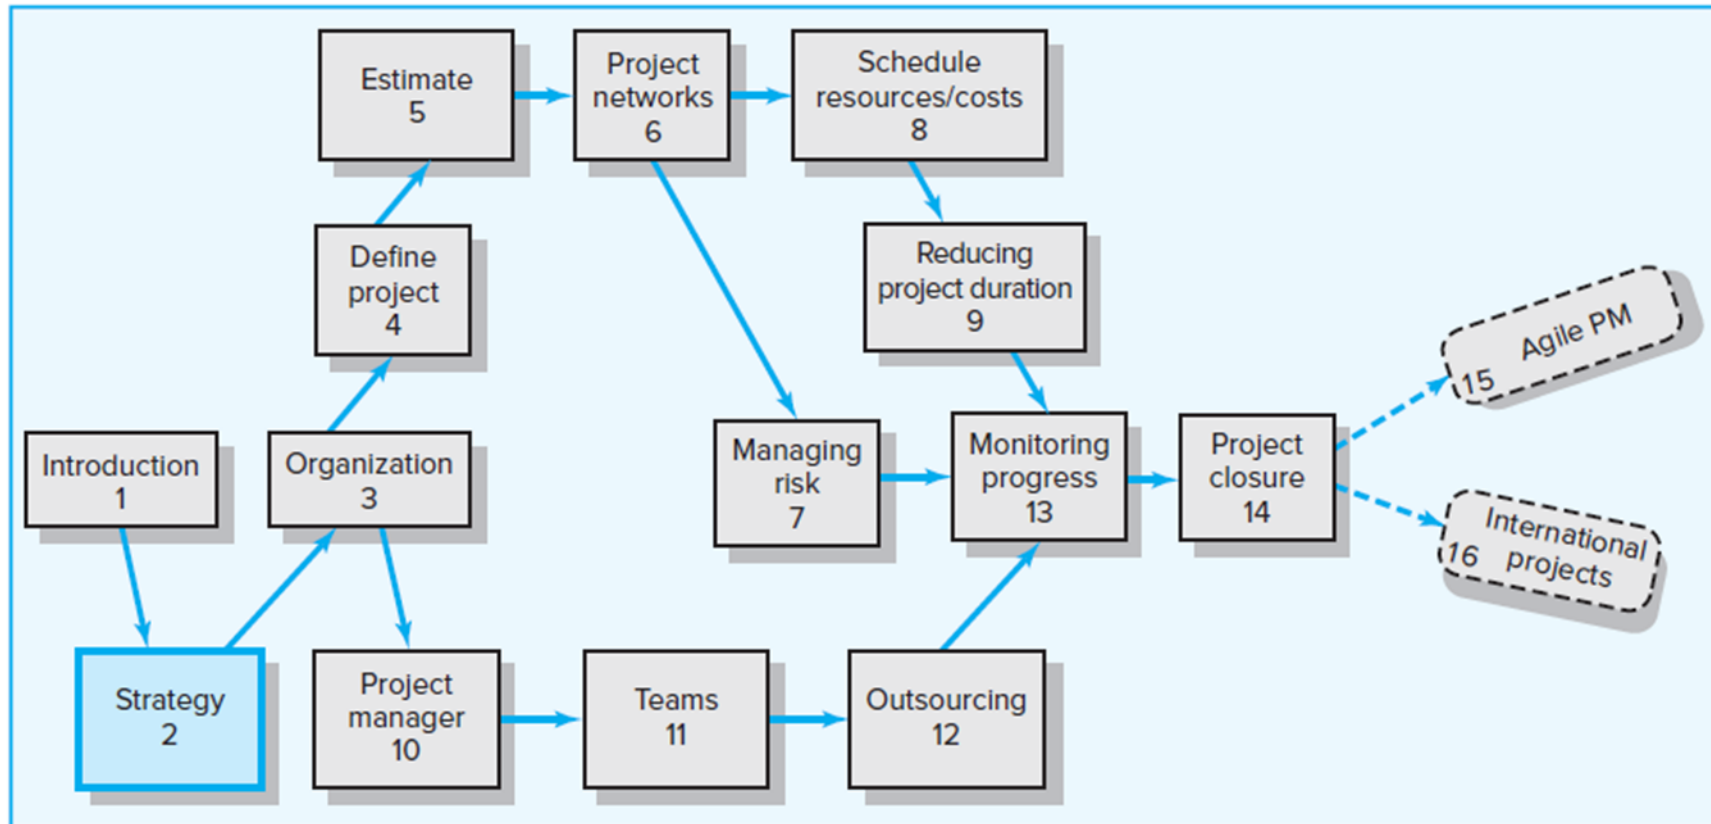 Estimate
5
Project
networks
6
Schedule
resources/costs
8
Define
project
4
Reducing
project duration
9
Agile PM
15
Introduction
1
Organization
3
Managing
risk
7
Monitoring
progress
13
Project
closure
14
International
projects
16
Strategy
2
Project
manager
10
Teams
11
Outsourcing
12